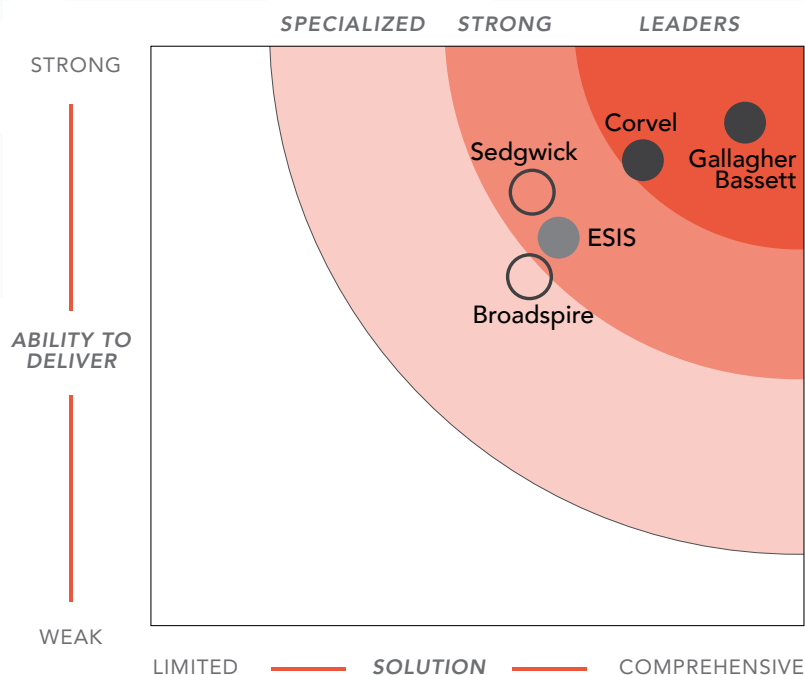 SPECIALIZED STRONG LEADERS
STRONG
Corvel
Sedgwick
Gallagher
Bassett
ESIS
Broadspire
ABILITY TO
DELIVER
WEAK
LIMITED SOLUTION COMPREHENSIVE